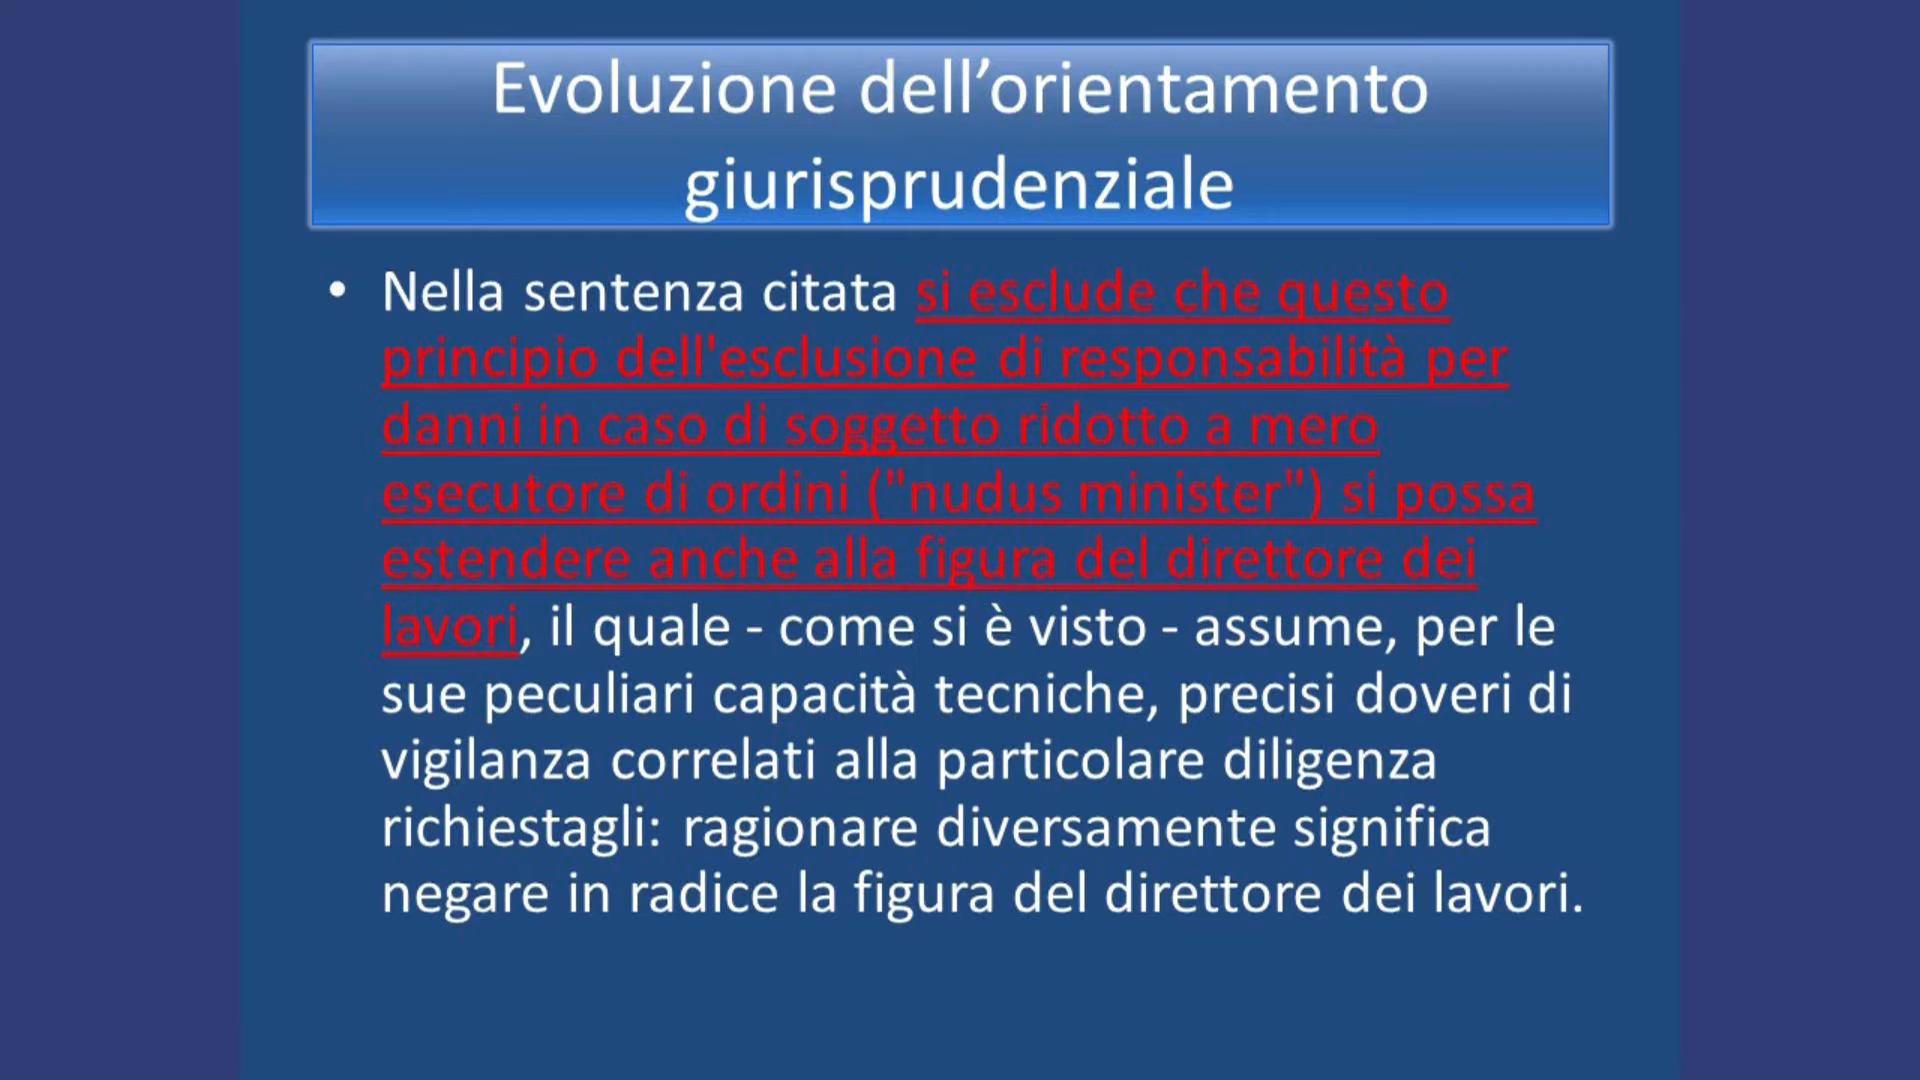 Evoluzione dell’orientamento
giurisprudenziale
• Nella sentenza citata si esclude che questo
principio dell'esclusione di responsabilità per
danni in caso di soggetto ridotto a mero
esecutore di ordini ("nudus minister") si possa
estendere anche alla figura del direttore dei
lavori, il quale - come si è visto - assume, per le
sue peculiari capacità tecniche, precisi doveri di
vigilanza correlati alla particolare diligenza
richiestagli: ragionare diversamente significa
negare in radice la figura del direttore dei lavori.